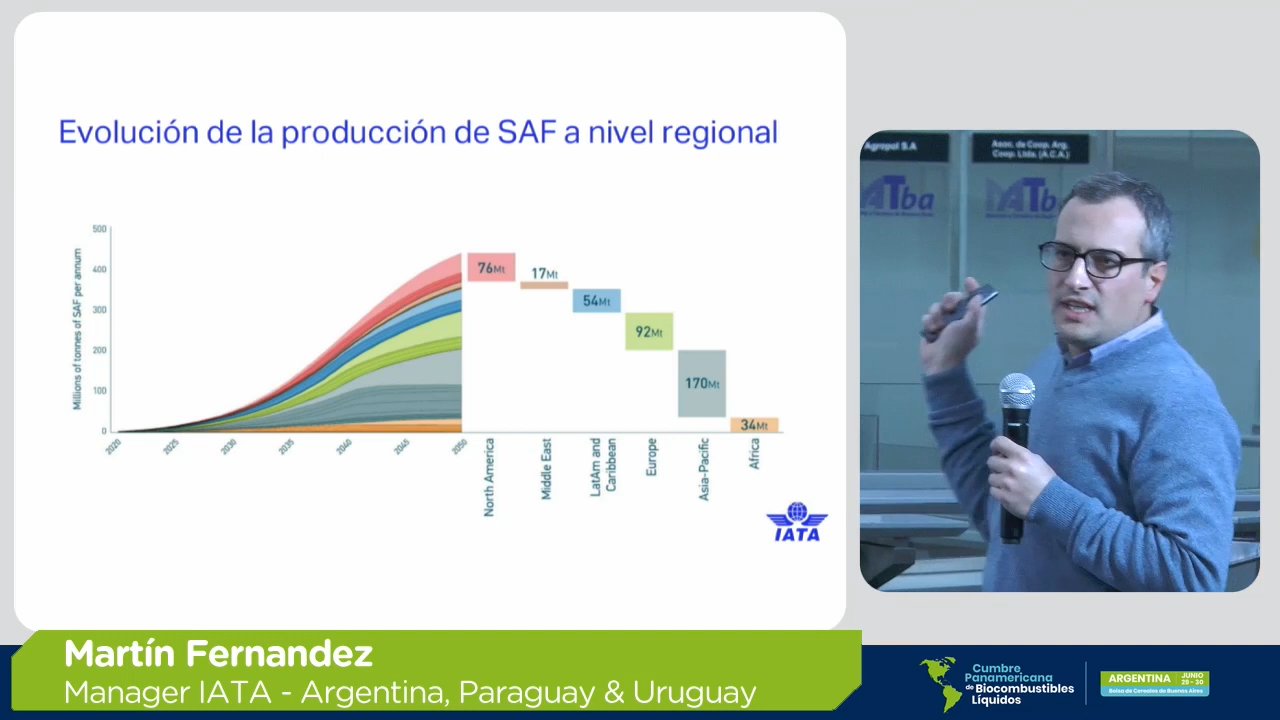 Evolución de la producción de SAF a nivel regional
Millions of tonnes of SAF per annum
500
400
300
200
100
0
2020
2025
2030
2035
2040
2045
2050
76Mt
17Mt
54Mt
92Mt
170Mt
34Mt
North America
Middle East
LatAm and
Caribbean
Europe
Asia-Pacific
Africa
IATA
Agropol S.A
Asoc. de Coop. Arg.
Coop. Ltda. (A.C.A.)
Martín Fernandez
Manager IATA - Argentina, Paraguay & Uruguay
Cumbre
Panamericana
de Biocombustibles
Líquidos
ARGENTINA
JUNIO
29 - 30
Bolsa de Cereales de Buenos Aires